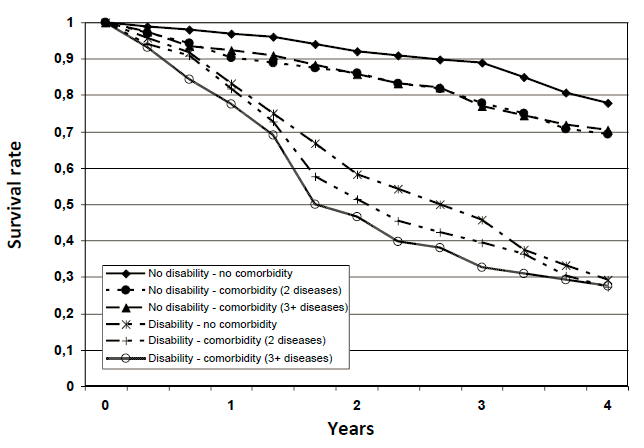 1
0,9
0,8
0,7
0,6
0,5
0,4
0,3
0,2
0,1
0
Survival rate
No disability - no comorbidity
No disability - comorbidity (2 diseases)
No disability - comorbidity (3+ diseases)
Disability - no comorbidity
Disability - comorbidity (2 diseases)
Disability - comorbidity (3+ diseases)
0 1 2 3 4
Years